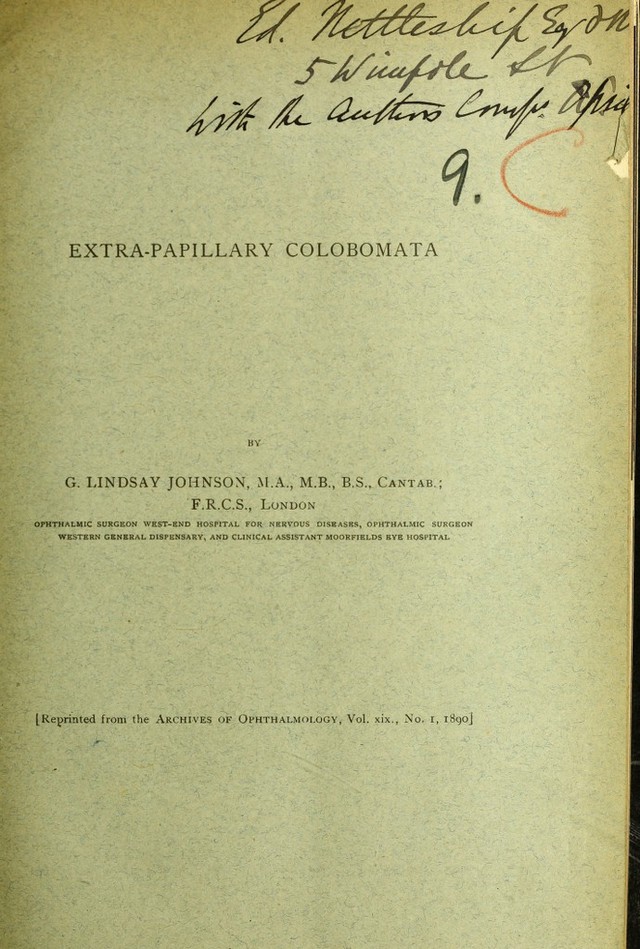 Ed. Nettleship Esq
5 Wimpole St
With the Authors Comps.
9.
EXTRA-PAPILLARY COLOBOMATA
BY
G. LINDSAY JOHNSON, M.A., M.B., B.S., CANTAB.;
F.R.C.S., LONDON
OPHTHALMIC SURGEON WEST-END HOSPITAL FOR NERVOUS DISEASES, OPHTHALMIC SURGEON
WESTERN GENERAL DISPENSARY, AND CLINICAL ASSISTANT MOORFIELDS EYE HOSPITAL
[Reprinted from the ARCHIVES OF OPHTHALMOLOGY, Vol. xix., No. 1, 1890]